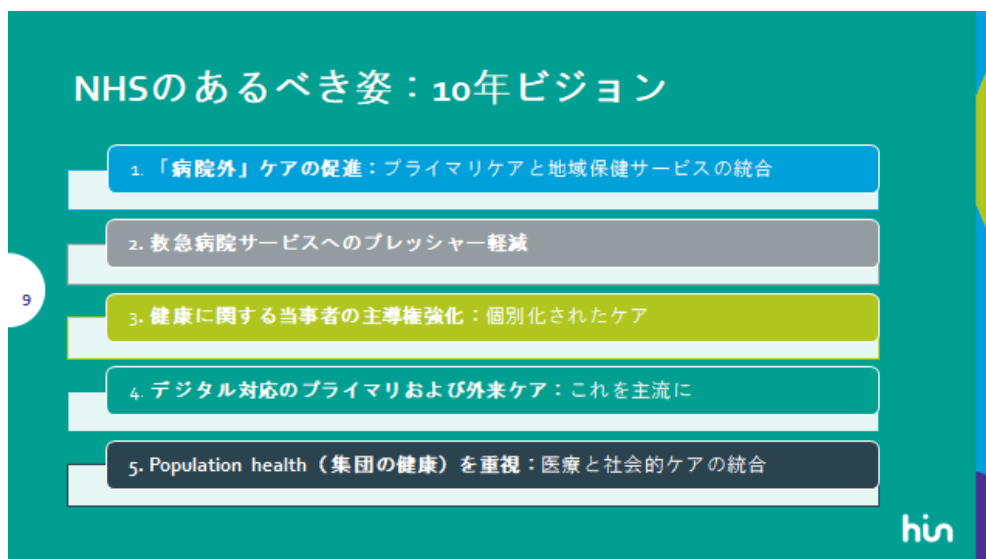 NHSのあるべき姿：10年ビジョン
1. 「病院外」ケアの促進：プライマリケアと地域保健サービスの統合
2. 救急病院サービスへのプレッシャー軽減
9
3. 健康に関する当事者の主導権強化：個別化されたケア
4. デジタル対応のプライマリおよび外来ケア：これを主流に
5. Population health（集団の健康）を重視：医療と社会的ケアの統合
hin